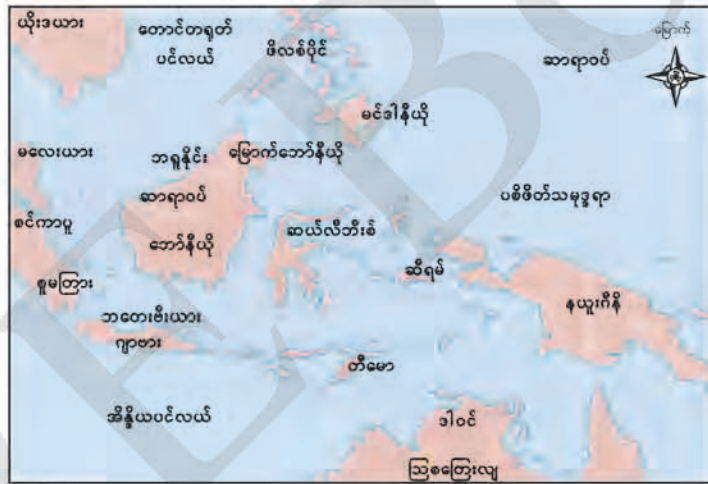 ယိုးဒယား
တောင်တရုတ်
ပင်လယ်
ဖိလစ်ပိုင်
ဆာရာဝပ်
မြောက်
မင်ဒါနီယို
မလေးယား
ဘရူနိုင်း
မြောက်ဘော်နီယို
ဆာရာဝပ်
ပစိဖိတ်သမုဒ္ဒရာ
စင်ကာပူ
ဘော်နီယို
ဆယ်လီဘီးစ်
ဆီရမ်
စူမတြား
နယူးဂီနီ
ဘတေးဗီးယား
ဂျာဗား
တီမော
အိန္ဒိယပင်လယ်
ဒါဝင်
ဩစတြေးလျ